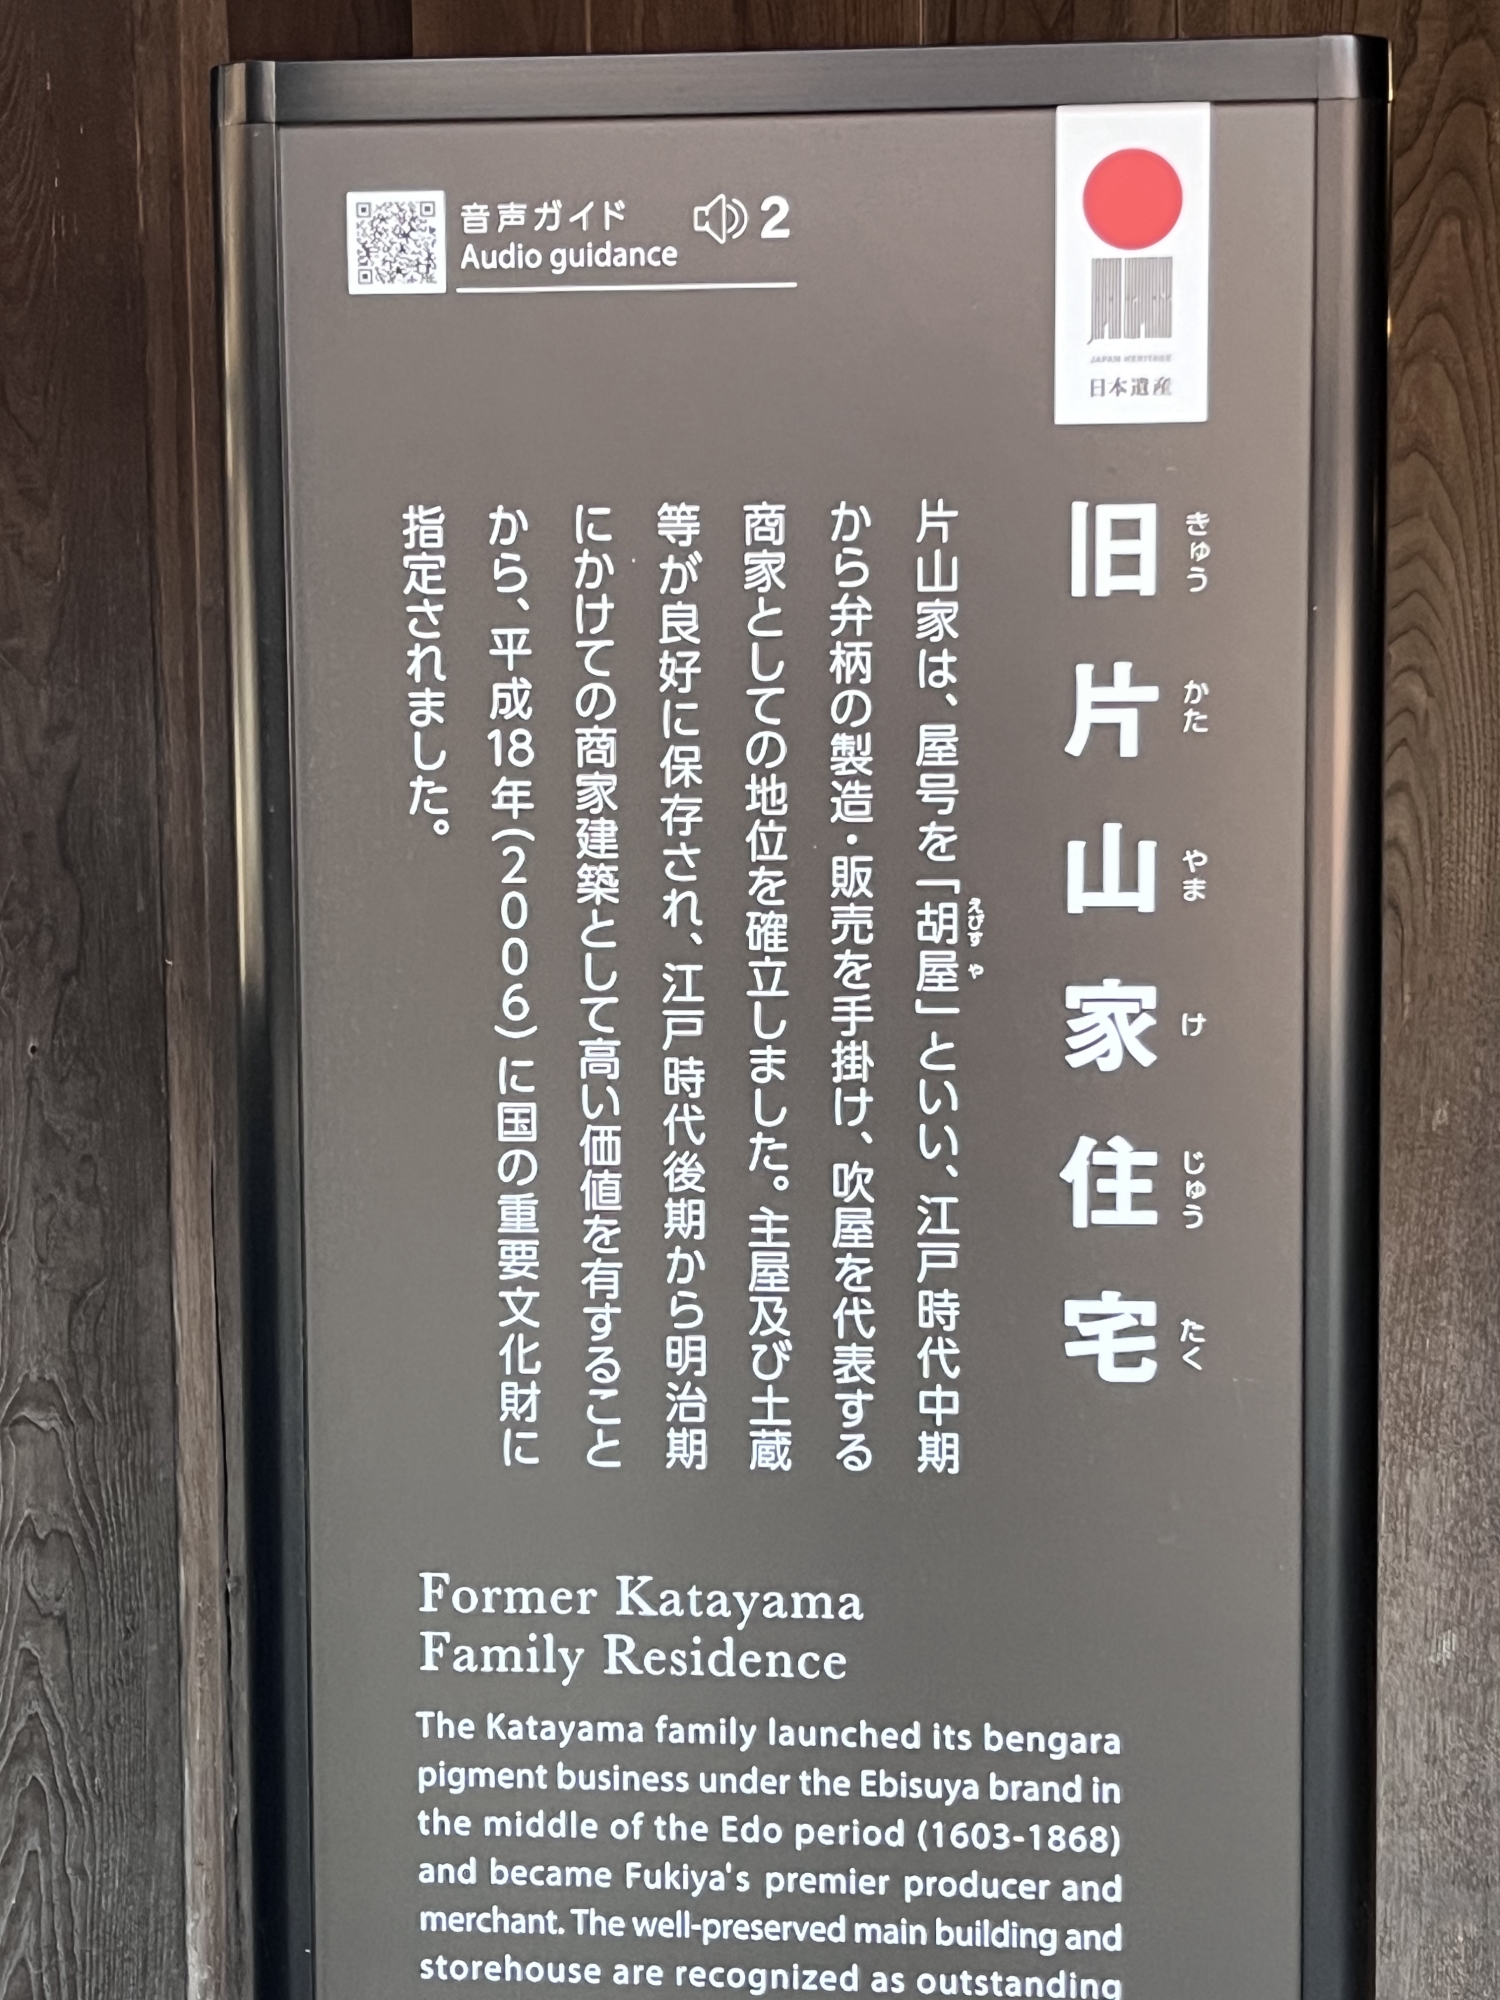 音声ガイド 2
Audio guidance
JAPAN HERITAGE
日本遺産
きゅう かた やま け じゅう たく
旧片山家住宅
えびす や
片山家は、屋号を「胡屋」といい、江戸時代中期
から弁柄の製造・販売を手掛け、吹屋を代表する
商家としての地位を確立しました。主屋及び土蔵
等が良好に保存され、江戸時代後期から明治期
にかけての商家建築として高い価値を有すること
から、平成18年(2006)に国の重要文化財に
指定されました。
Former Katayama
Family Residence
The Katayama family launched its bengara
pigment business under the Ebisuya brand in
the middle of the Edo period (1603-1868)
and became Fukiya's premier producer and
merchant. The well-preserved main building and
storehouse are recognized as outstanding